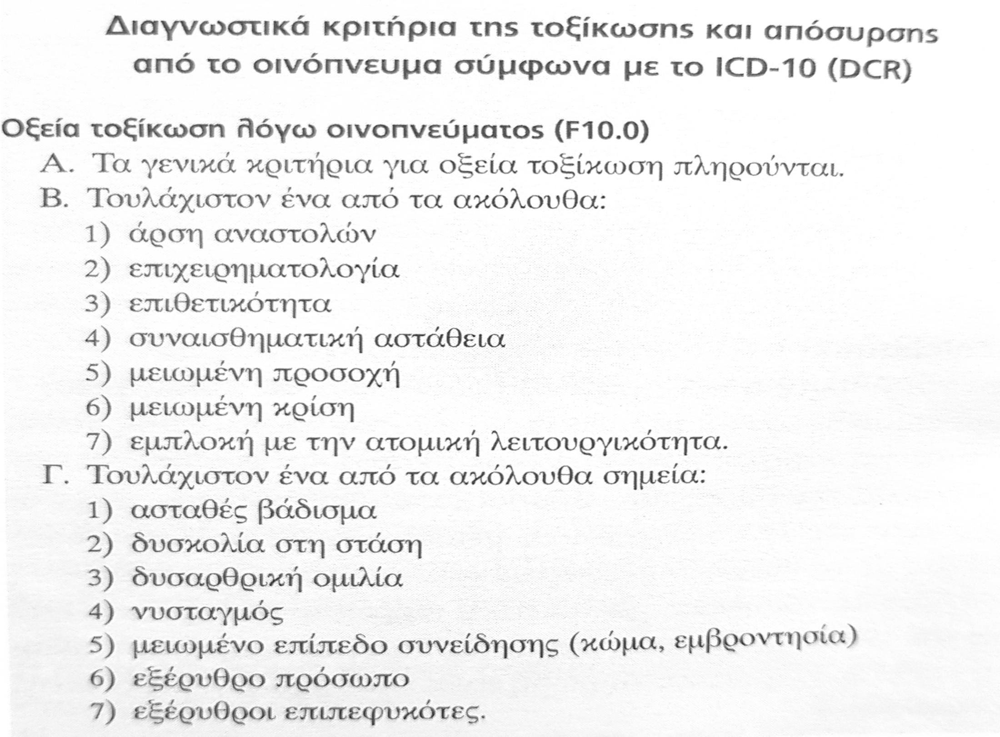 Διαγνωστικά κριτήρια της τοξίκωσης και απόσυρσης
από το οινόπνευμα σύμφωνα με το ICD-10 (DCR)
Οξεία τοξίκωση λόγω οινοπνεύματος (F10.0)
Α. Τα γενικά κριτήρια για οξεία τοξίκωση πληρούνται.
Β. Τουλάχιστον ένα από τα ακόλουθα:
1) άρση αναστολών
2) επιχειρηματολογία
3) επιθετικότητα
4) συναισθηματική αστάθεια
5) μειωμένη προσοχή
6) μειωμένη κρίση
7) εμπλοκή με την ατομική λειτουργικότητα.
Γ. Τουλάχιστον ένα από τα ακόλουθα σημεία:
1) ασταθές βάδισμα
2) δυσκολία στη στάση
3) δυσαρθρική ομιλία
4) νυσταγμός
5) μειωμένο επίπεδο συνείδησης (κώμα, εμβροντησία)
6) εξέρυθρο πρόσωπο
7) εξέρυθροι επιπεφυκότες.